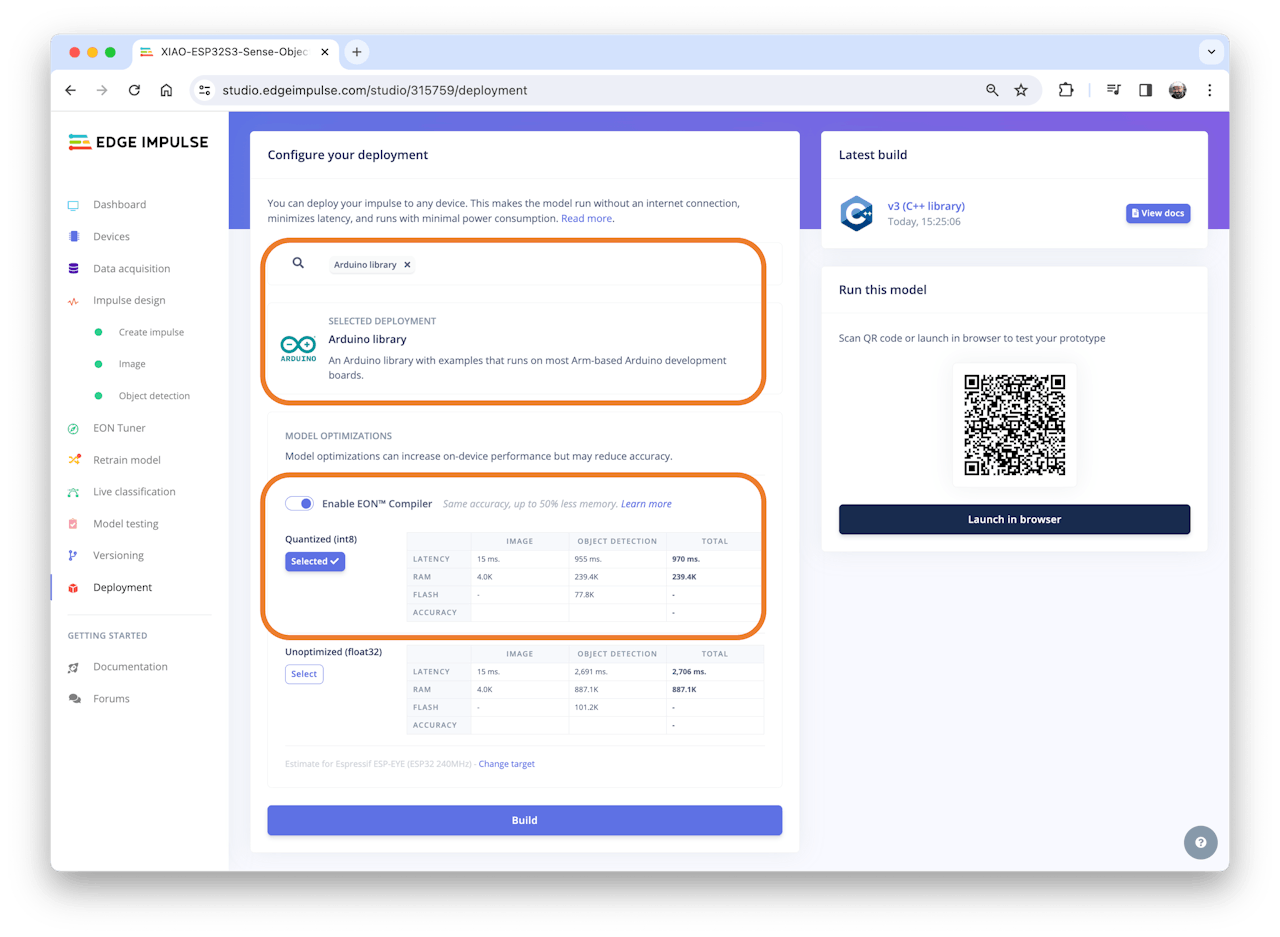 XIAO-ESP32S3-Sense-Objec
studio.edgeimpulse.com/studio/315759/deployment
EDGE IMPULSE
Dashboard
Devices
Data acquisition
Impulse design
Create impulse
Image
Object detection
EON Tuner
Retrain model
Live classification
Model testing
Versioning
Deployment
GETTING STARTED
Documentation
Forums
Configure your deployment
You can deploy your impulse to any device. This makes the model run without an internet connection,
minimizes latency, and runs with minimal power consumption. Read more.
Arduino library ×
SELECTED DEPLOYMENT
Arduino library
ARDUINO
An Arduino library with examples that runs on most Arm-based Arduino development
boards.
MODEL OPTIMIZATIONS
Model optimizations can increase on-device performance but may reduce accuracy.
Enable EON™ Compiler Same accuracy, up to 50% less memory. Learn more
Quantized (int8)
Selected ✓
IMAGE OBJECT DETECTION TOTAL
LATENCY 15 ms. 955 ms. 970 ms.
RAM 4.0K 239.4K 239.4K
FLASH - 77.8K -
ACCURACY -
Unoptimized (float32)
Select
IMAGE OBJECT DETECTION TOTAL
LATENCY 15 ms. 2,691 ms. 2,706 ms.
RAM 4.0K 887.1K 887.1K
FLASH - 101.2K -
ACCURACY -
Estimate for Espressif ESP-EYE (ESP32 240MHz) - Change target
Build
Latest build
C++
v3 (C++ library)
Today, 15:25:06
View docs
Run this model
Scan QR code or launch in browser to test your prototype
Launch in browser
?